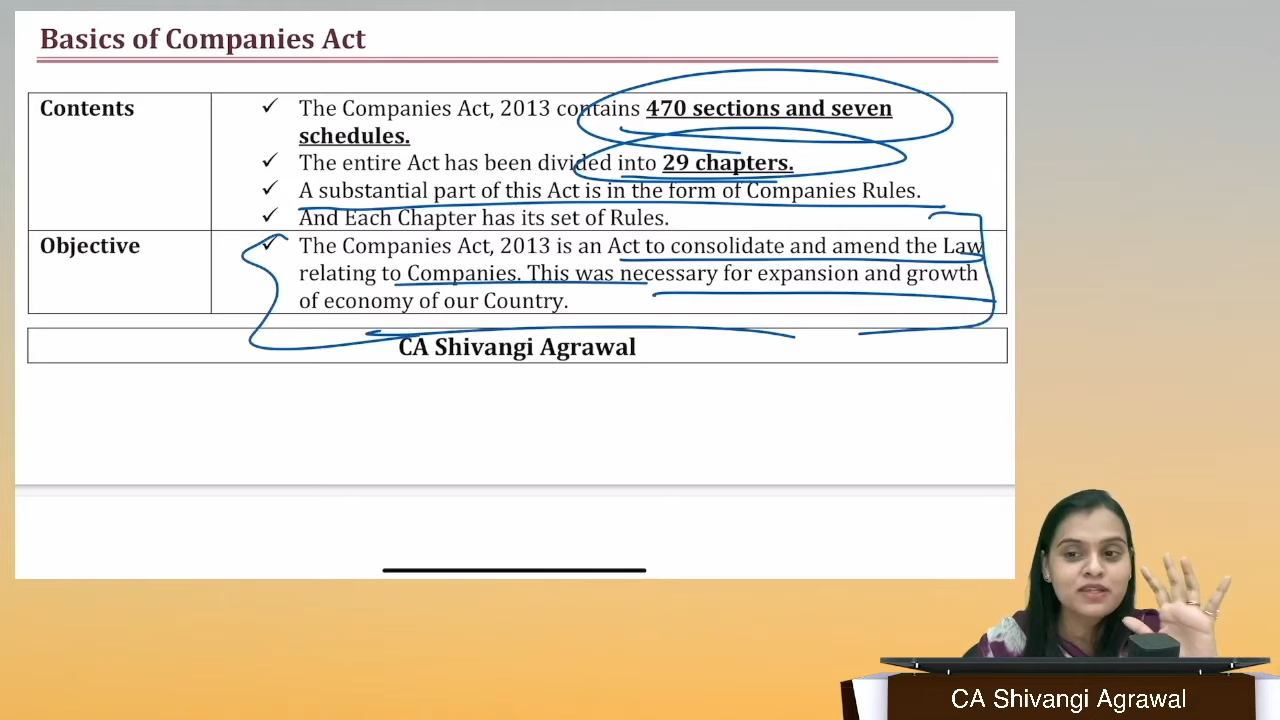 Basics of Companies Act
Contents
✓ The Companies Act, 2013 contains 470 sections and seven
schedules.
✓ The entire Act has been divided into 29 chapters.
✓ A substantial part of this Act is in the form of Companies Rules.
✓ And Each Chapter has its set of Rules.
Objective
✓ The Companies Act, 2013 is an Act to consolidate and amend the Law
relating to Companies. This was necessary for expansion and growth
of economy of our Country.
CA Shivangi Agrawal
CA Shivangi Agrawal